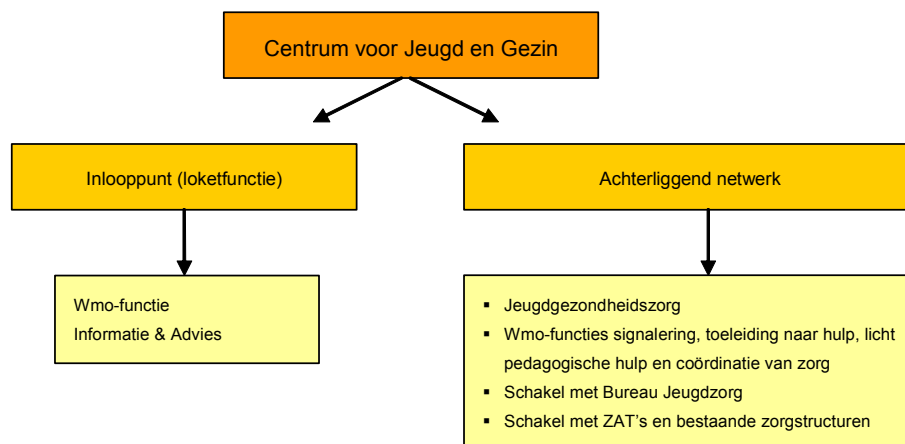 Centrum voor Jeugd en Gezin
Inlooppunt (loketfunctie)
Achterliggend netwerk
Wmo-functie
Informatie & Advies
▪ Jeugdgezondheidszorg
▪ Wmo-functies signalering, toeleiding naar hulp, licht
pedagogische hulp en coördinatie van zorg
▪ Schakel met Bureau Jeugdzorg
▪ Schakel met ZAT's en bestaande zorgstructuren